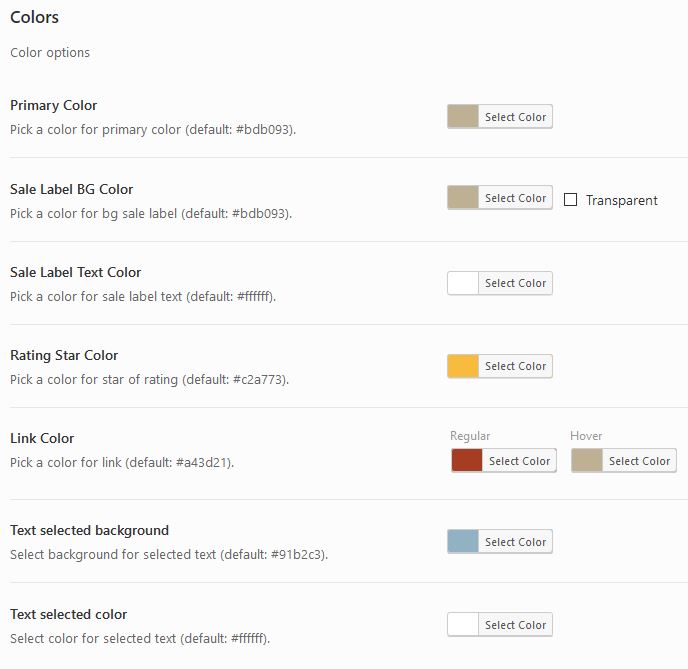 Colors
Color options
Primary Color
Pick a color for primary color (default: #bdb093).
Select Color
Sale Label BG Color
Pick a color for bg sale label (default: #bdb093).
Select Color
Transparent
Sale Label Text Color
Pick a color for sale label text (default: #ffffff).
Select Color
Rating Star Color
Pick a color for star of rating (default: #c2a773).
Select Color
Link Color
Pick a color for link (default: #a43d21).
Regular
Select Color
Hover
Select Color
Text selected background
Select background for selected text (default: #91b2c3).
Select Color
Text selected color
Select color for selected text (default: #ffffff).
Select Color